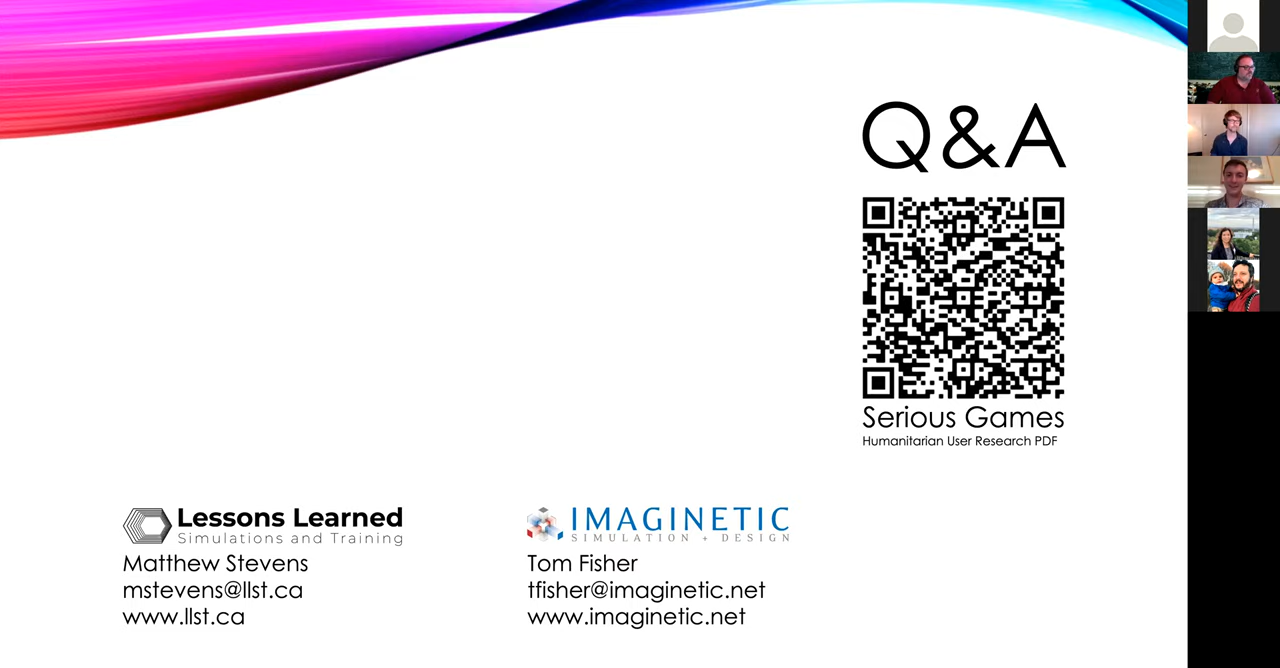 Q&A
Serious Games
Humanitarian User Research PDF
Lessons Learned
Simulations and Training
Matthew Stevens
mstevens@llst.ca
www.llst.ca
IMAGINETIC
SIMULATION + DESIGN
Tom Fisher
tfisher@imaginetic.net
www.imaginetic.net